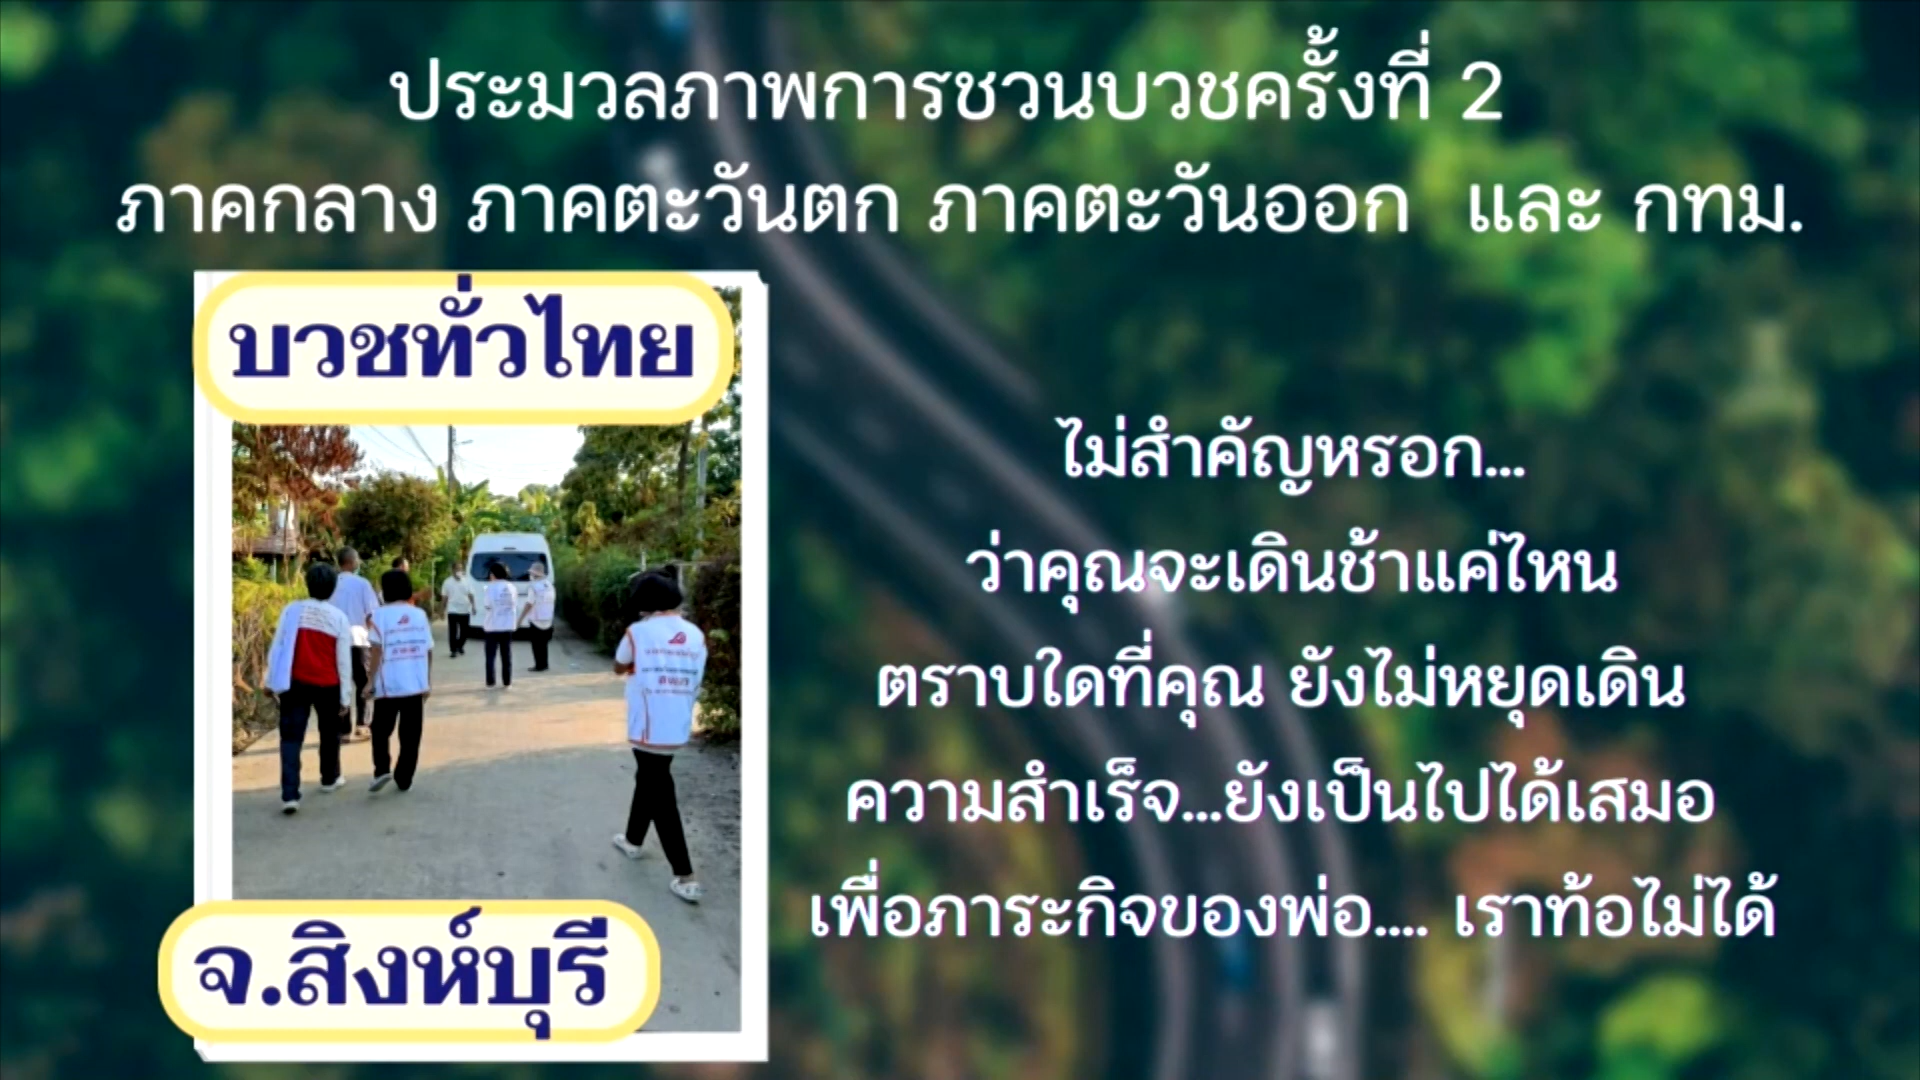 ประมวลภาพการชวนบวชครั้งที่ 2
ภาคกลาง ภาคตะวันตก ภาคตะวันออก และ กทม.
บวชทั่วไทย
ไม่สำคัญหรอก...
ว่าคุณจะเดินช้าแค่ไหน
ตราบใดที่คุณ ยังไม่หยุดเดิน
ความสำเร็จ...ยังเป็นไปได้เสมอ
เพื่อภาระกิจของพ่อ.... เราท้อไม่ได้
จ.สิงห์บุรี